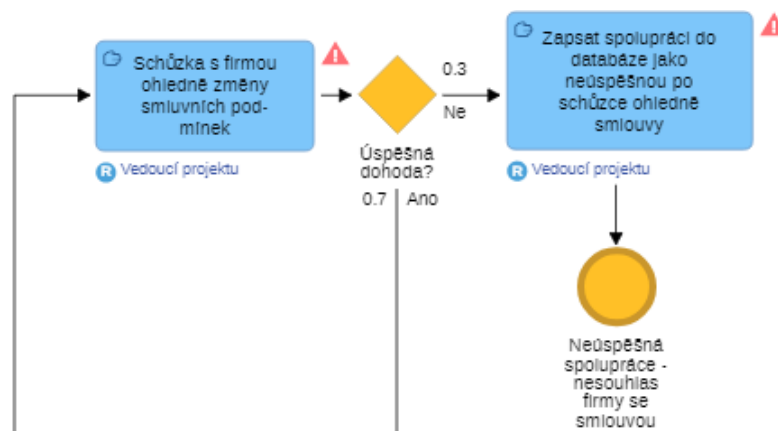 Schůzka s firmou
ohledně změny
smluvních pod-
mínek
R Vedoucí projektu
Úspěšná
dohoda?
0.3
Ne
0.7 Ano
Zapsat spolupráci do
databáze jako
neúspěšnou po
schůzce ohledně
smlouvy
R Vedoucí projektu
Neúspěšná
spolupráce -
nesouhlas
firmy se
smlouvou